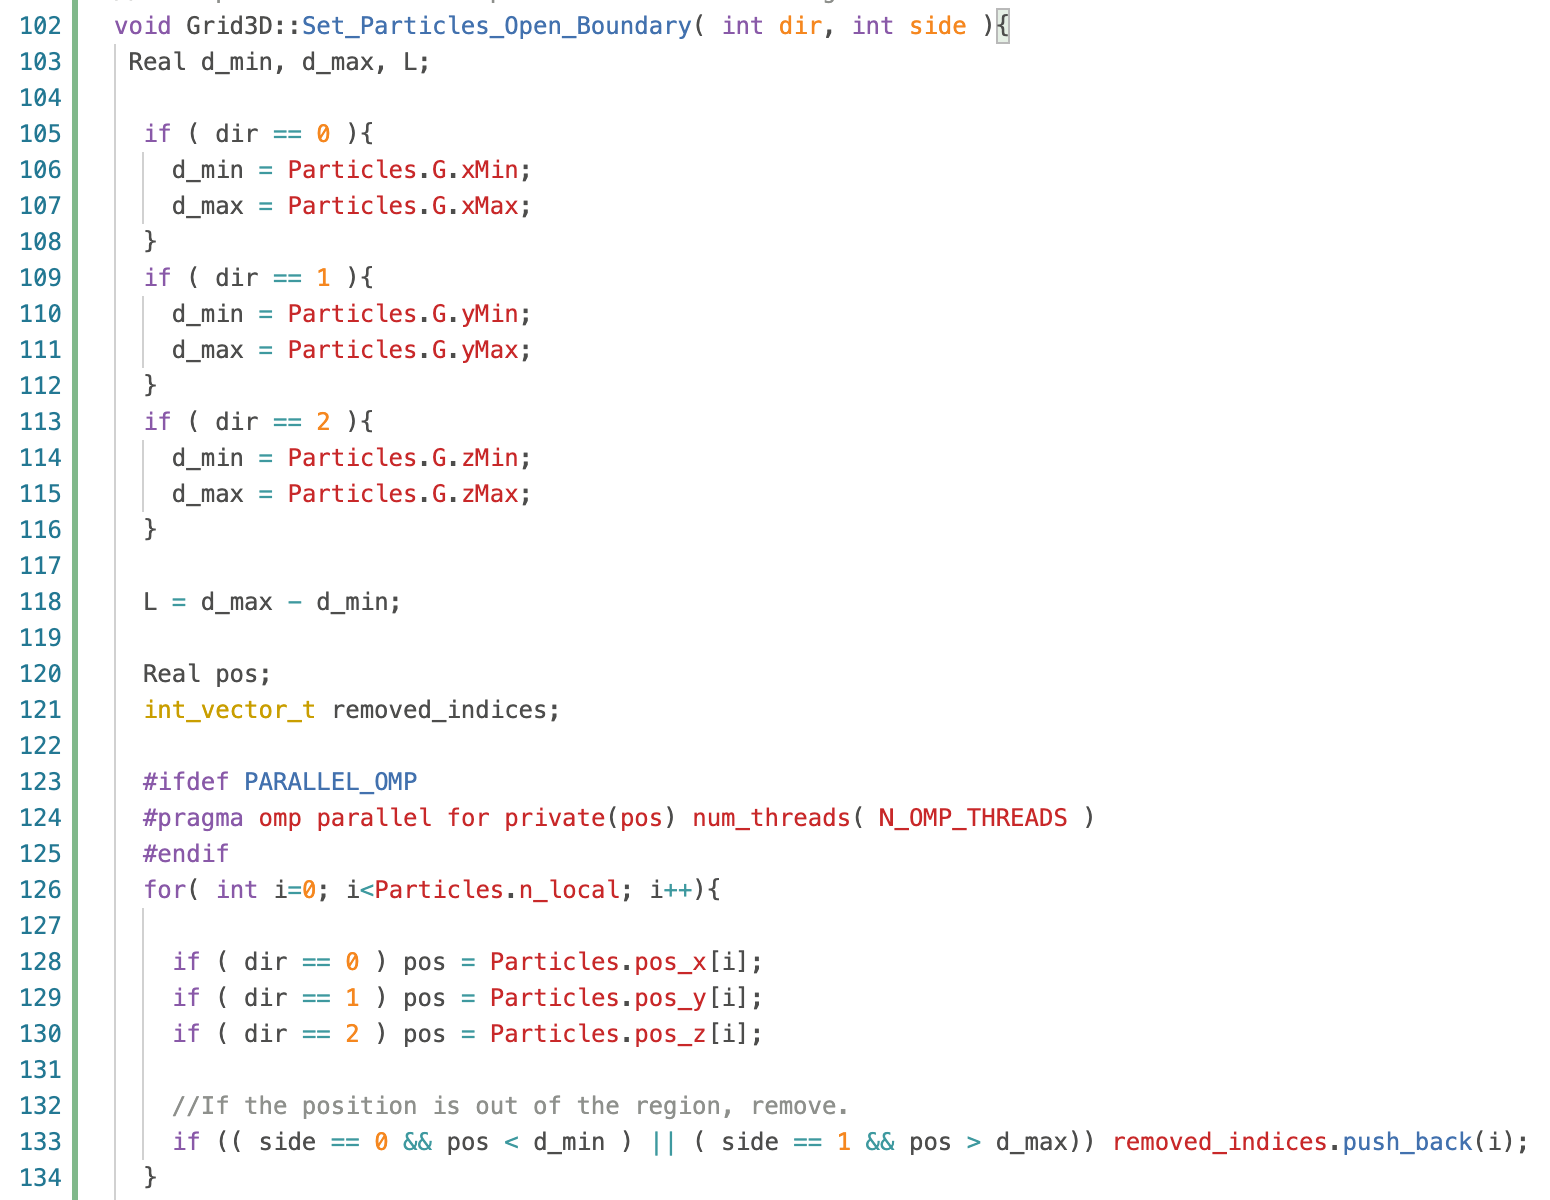 102 void Grid3D::Set_Particles_Open_Boundary( int dir, int side ){
103 Real d_min, d_max, L;
104
105 if ( dir == 0 ){
106 d_min = Particles.G.xMin;
107 d_max = Particles.G.xMax;
108 }
109 if ( dir == 1 ){
110 d_min = Particles.G.yMin;
111 d_max = Particles.G.yMax;
112 }
113 if ( dir == 2 ){
114 d_min = Particles.G.zMin;
115 d_max = Particles.G.zMax;
116 }
117
118 L = d_max - d_min;
119
120 Real pos;
121 int_vector_t removed_indices;
122
123 #ifdef PARALLEL_OMP
124 #pragma omp parallel for private(pos) num_threads( N_OMP_THREADS )
125 #endif
126 for( int i=0; i<Particles.n_local; i++){
127
128 if ( dir == 0 ) pos = Particles.pos_x[i];
129 if ( dir == 1 ) pos = Particles.pos_y[i];
130 if ( dir == 2 ) pos = Particles.pos_z[i];
131
132 //If the position is out of the region, remove.
133 if (( side == 0 && pos < d_min ) || ( side == 1 && pos > d_max)) removed_indices.push_back(i);
134 }